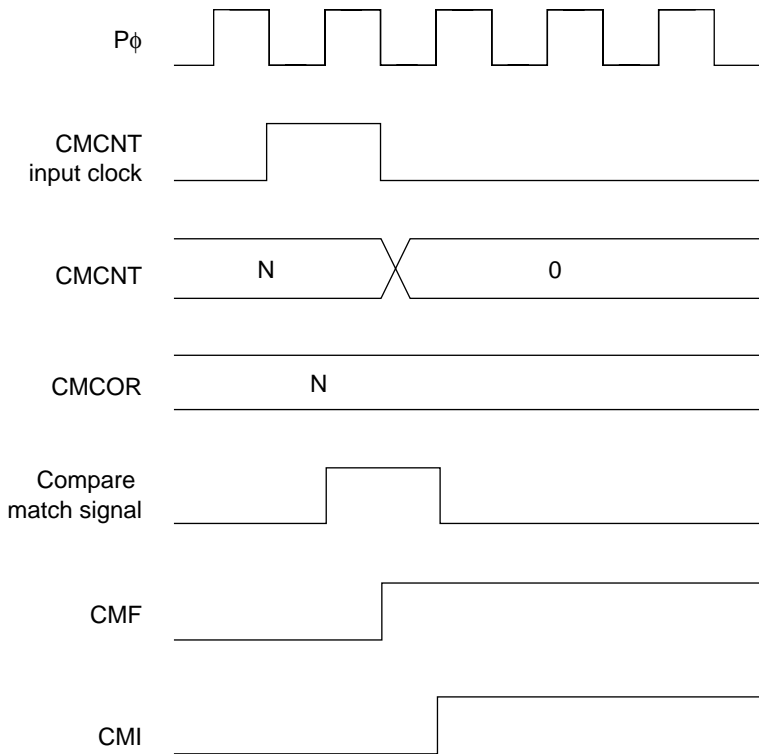 Pϕ
CMCNT
input clock
CMCNT
N
0
CMCOR
N
Compare
match signal
CMF
CMI